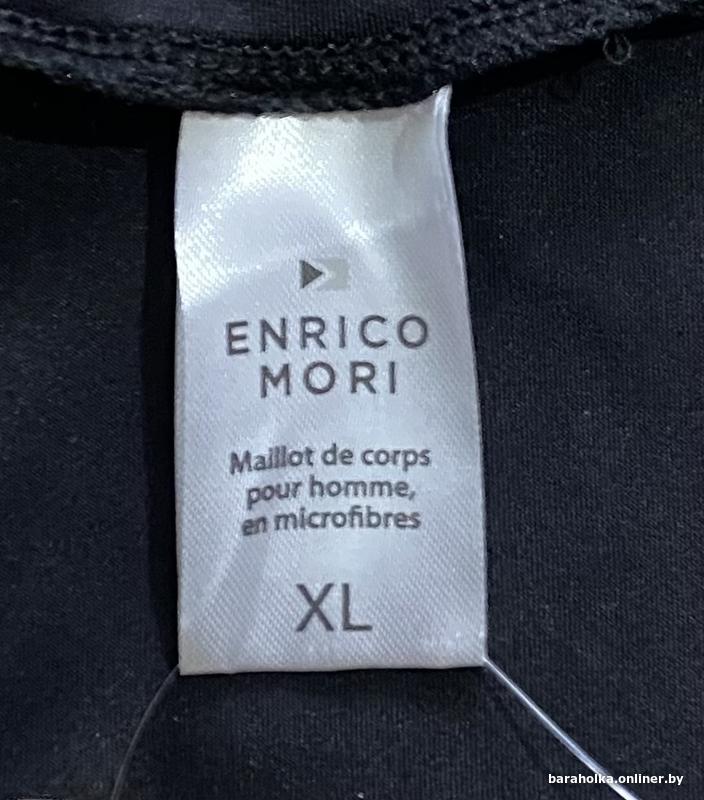 ENRICO
MORI
Maillot de corps
pour homme,
en microfibres
XL
baraholka.onliner.by